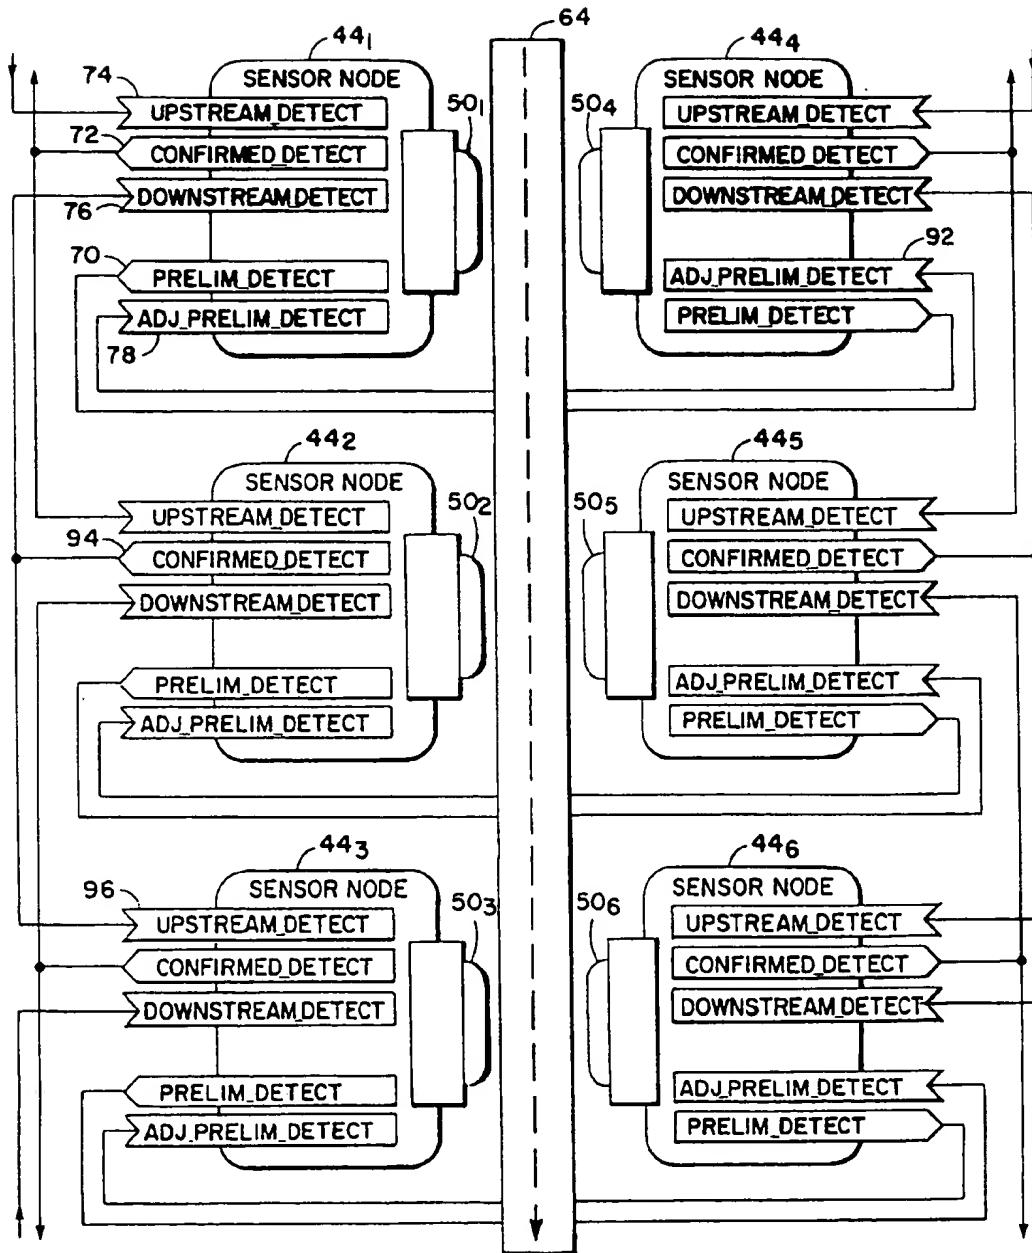 64
44₁
SENSOR NODE
74
UPSTREAM_DETECT
72
CONFIRMED_DETECT
DOWNSTREAM_DETECT
76
70
PRELIM_DETECT
ADJ_PRELIM_DETECT
78
50₁
44₄
SENSOR NODE
50₄
UPSTREAM_DETECT
CONFIRMED_DETECT
DOWNSTREAM_DETECT
92
ADJ_PRELIM_DETECT
PRELIM_DETECT
44₂
SENSOR NODE
UPSTREAM_DETECT
94
CONFIRMED_DETECT
DOWNSTREAM_DETECT
PRELIM_DETECT
ADJ_PRELIM_DETECT
50₂
44₅
SENSOR NODE
50₅
UPSTREAM_DETECT
CONFIRMED_DETECT
DOWNSTREAM_DETECT
ADJ_PRELIM_DETECT
PRELIM_DETECT
44₃
SENSOR NODE
96
UPSTREAM_DETECT
CONFIRMED_DETECT
DOWNSTREAM_DETECT
PRELIM_DETECT
ADJ_PRELIM_DETECT
50₃
44₆
SENSOR NODE
50₆
UPSTREAM_DETECT
CONFIRMED_DETECT
DOWNSTREAM_DETECT
ADJ_PRELIM_DETECT
PRELIM_DETECT